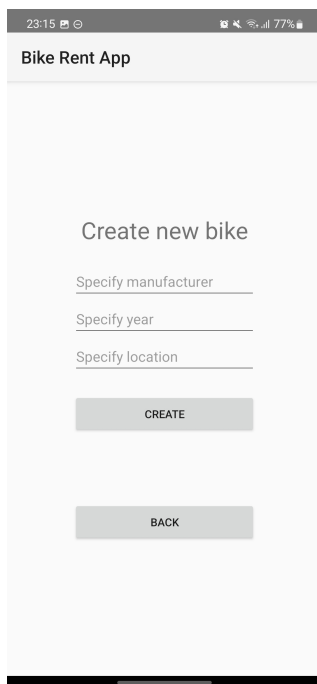 23:15 77%
Bike Rent App
Create new bike
Specify manufacturer
Specify year
Specify location
CREATE
BACK